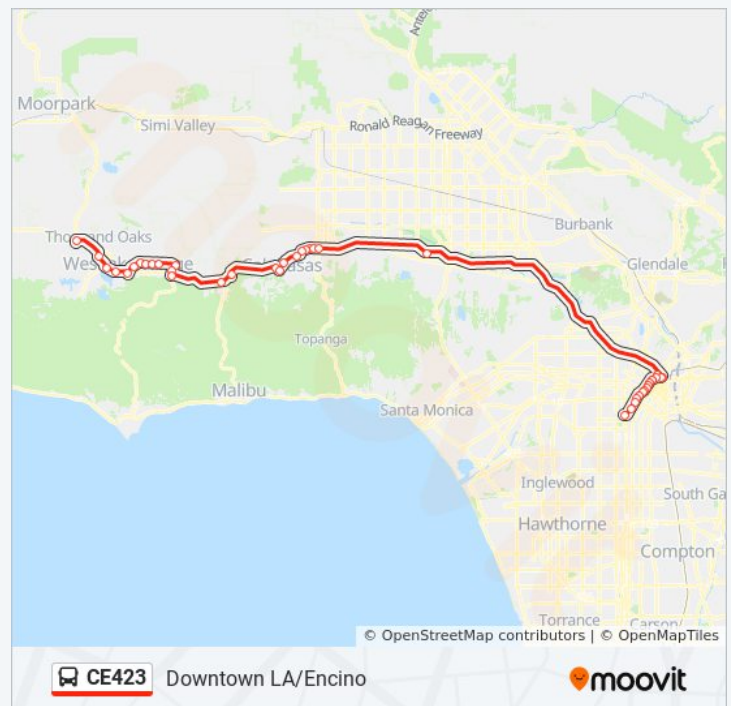 Moorpark
Simi Valley
Ronald Reagan Freeway
Burbank
Thousand Oaks
Glendale
Topanga
Malibu
Santa Monica
Inglewood
South Ga
Hawthorne
Compton
Torrance
Carson/
© OpenStreetMap contributors | © OpenMapTiles
CE423 Downtown LA/Encino
moovit